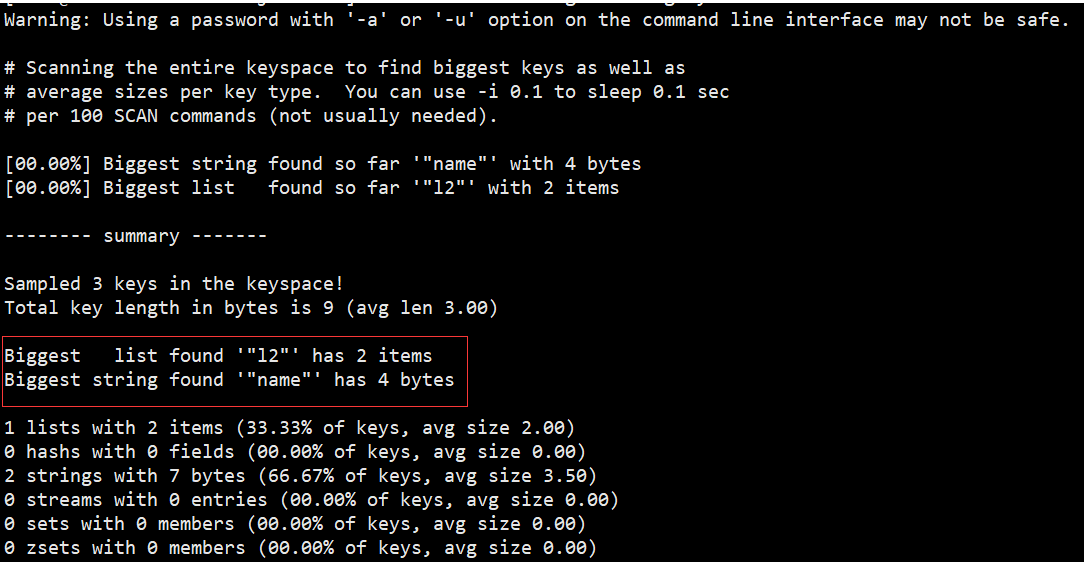 Warning: Using a password with '-a' or '-u' option on the command line interface may not be safe.
# Scanning the entire keyspace to find biggest keys as well as
# average sizes per key type.  You can use -i 0.1 to sleep 0.1 sec
# per 100 SCAN commands (not usually needed).
[00.00%] Biggest string found so far '"name"' with 4 bytes
[00.00%] Biggest list   found so far '"l2"' with 2 items
-------- summary -------
Sampled 3 keys in the keyspace!
Total key length in bytes is 9 (avg len 3.00)
Biggest   list found '"l2"' has 2 items
Biggest string found '"name"' has 4 bytes
1 lists with 2 items (33.33% of keys, avg size 2.00)
0 hashs with 0 fields (00.00% of keys, avg size 0.00)
2 strings with 7 bytes (66.67% of keys, avg size 3.50)
0 streams with 0 entries (00.00% of keys, avg size 0.00)
0 sets with 0 members (00.00% of keys, avg size 0.00)
0 zsets with 0 members (00.00% of keys, avg size 0.00)